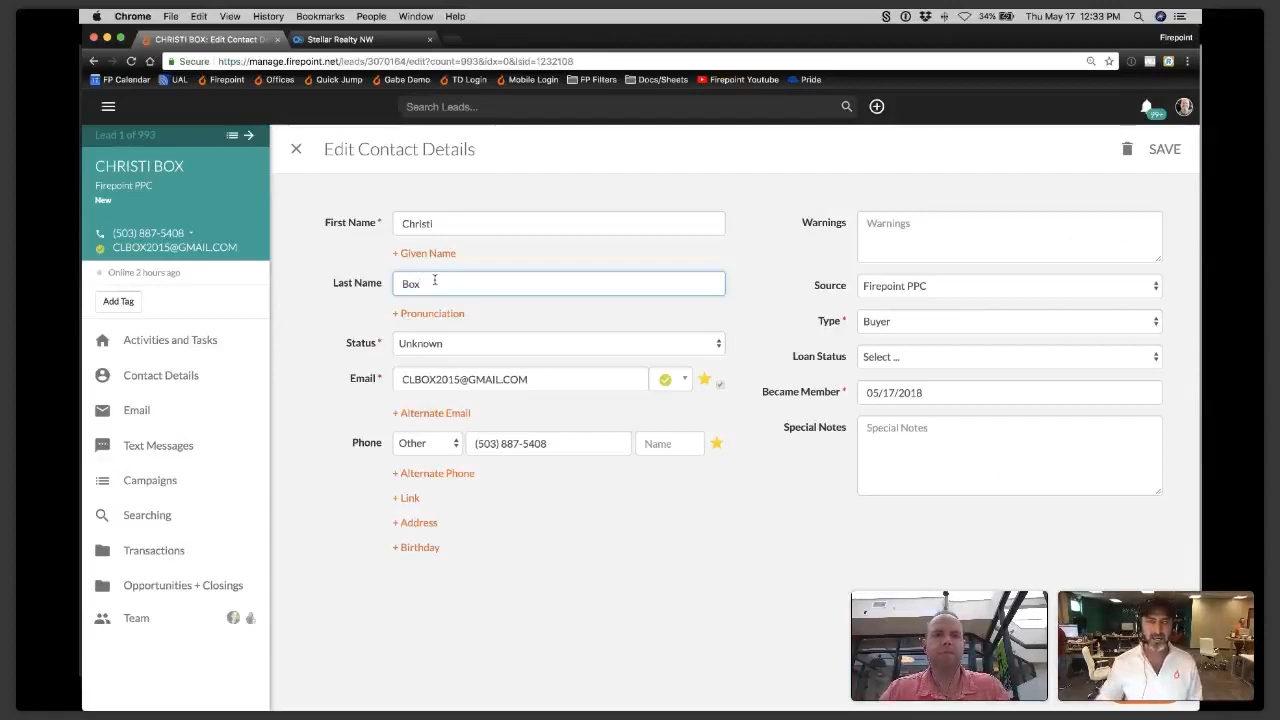 Chrome File Edit View History Bookmarks People Window Help 34% Thu May 17 12:33 PM
CHRISTI BOX: Edit Contact De Stellar Realty NW Firepoint
Secure https://manage.firepoint.net/leads/3070164/edit?count=993&idx=0&lsid=1232108
FP Calendar UAL Firepoint Offices Quick Jump Gabe Demo TD Login Mobile Login FP Filters Docs/Sheets Firepoint Youtube Pride
Search Leads... 99+
Lead 1 of 993
CHRISTI BOX
Firepoint PPC
New
(503) 887-5408
CLBOX2015@GMAIL.COM
Online 2 hours ago
Add Tag
Activities and Tasks
Contact Details
Email
Text Messages
Campaigns
Searching
Transactions
Opportunities + Closings
Team
Edit Contact Details SAVE
First Name * Christi
+ Given Name
Last Name Box
+ Pronunciation
Status * Unknown
Email * CLBOX2015@GMAIL.COM
+ Alternate Email
Phone Other (503) 887-5408 Name
+ Alternate Phone
+ Link
+ Address
+ Birthday
Warnings Warnings
Source Firepoint PPC
Type * Buyer
Loan Status Select ...
Became Member * 05/17/2018
Special Notes Special Notes